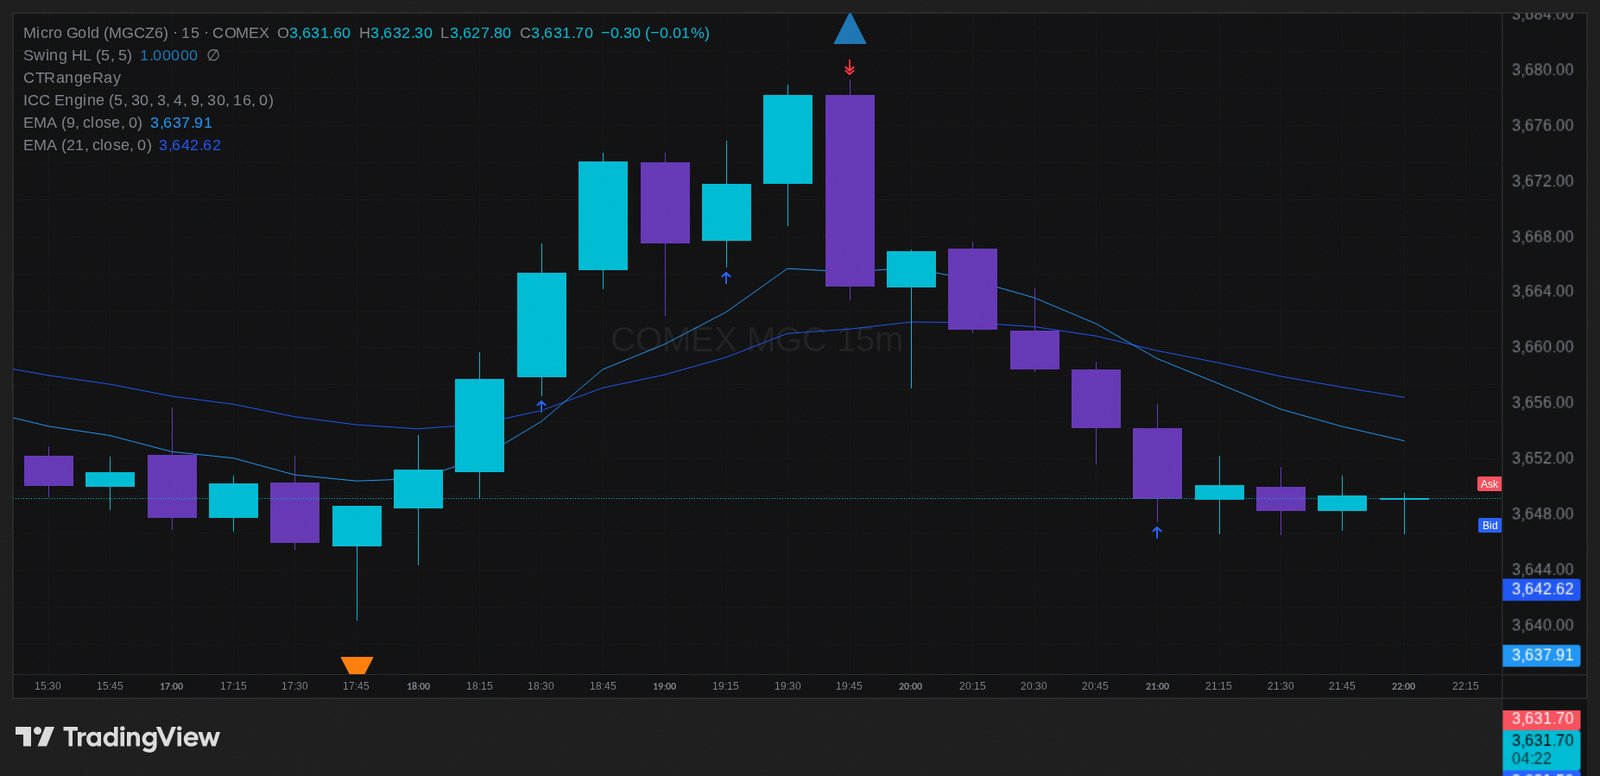 Micro Gold (MGCZ6) · 15 · COMEX O3,631.60 H3,632.30 L3,627.80 C3,631.70 −0.30 (−0.01%)
Swing HL (5, 5) 1.00000 ∅
CTRangeRay
ICC Engine (5, 30, 3, 4, 9, 30, 16, 0)
EMA (9, close, 0) 3,637.91
EMA (21, close, 0) 3,642.62
COMEX MGC 15m
3,684.00
3,680.00
3,676.00
3,672.00
3,668.00
3,664.00
3,660.00
3,656.00
3,652.00
Ask
3,648.00
Bid
3,644.00
3,642.62
3,640.00
3,637.91
15:30 15:45 17:00 17:15 17:30 17:45 18:00 18:15 18:30 18:45 19:00 19:15 19:30 19:45 20:00 20:15 20:30 20:45 21:00 21:15 21:30 21:45 22:00 22:15
3,631.70
3,631.70
04:22
TradingView